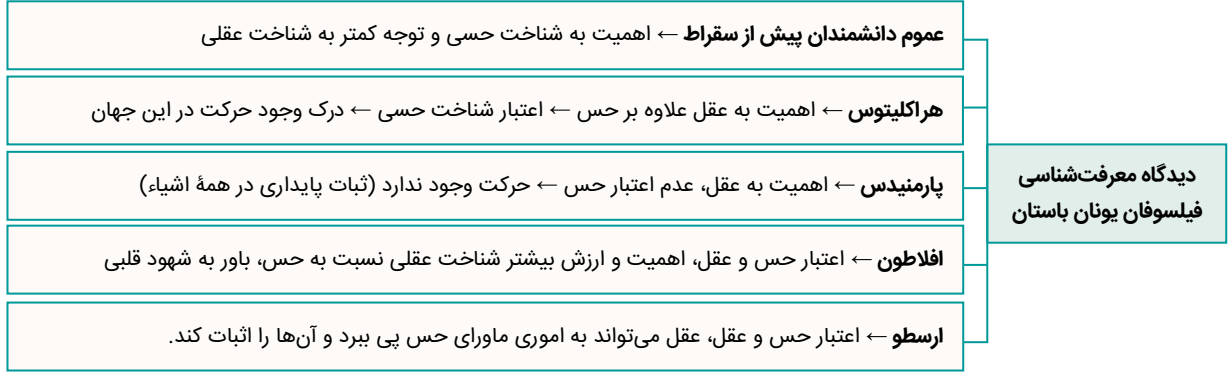 دیدگاه معرفت‌شناسی
فیلسوفان یونان باستان
عموم دانشمندان پیش از سقراط ← اهمیت به شناخت حسی و توجه کمتر به شناخت عقلی
هراکلیتوس ← اهمیت به عقل علاوه بر حس ← اعتبار شناخت حسی ← درک وجود حرکت در این جهان
پارمنیدس ← اهمیت به عقل، عدم اعتبار حس ← حرکت وجود ندارد (ثبات پایداری در همهٔ اشیاء)
افلاطون ← اعتبار حس و عقل، اهمیت و ارزش بیشتر شناخت عقلی نسبت به حس، باور به شهود قلبی
ارسطو ← اعتبار حس و عقل، عقل می‌تواند به اموری ماورای حس پی ببرد و آن‌ها را اثبات کند.